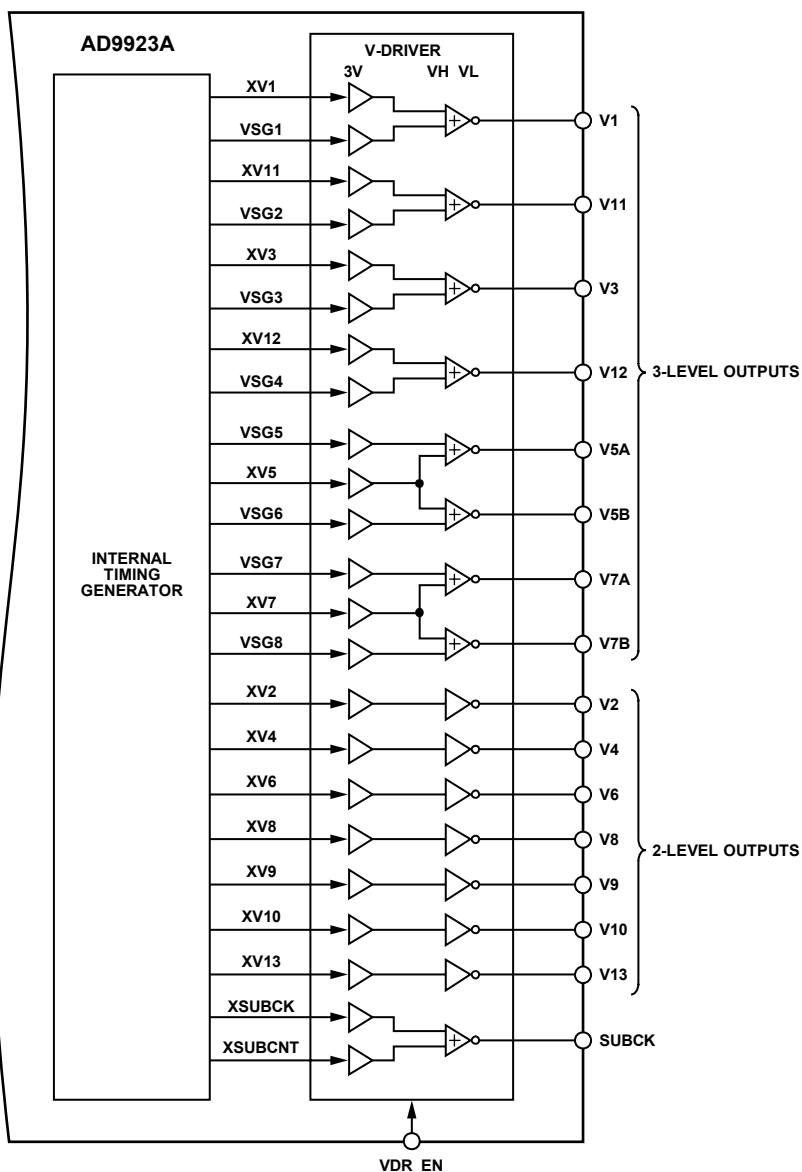 AD9923A
V-DRIVER
3V VH VL
XV1
V1
VSG1
XV11
V11
VSG2
XV3
V3
VSG3
XV12
V12 3-LEVEL OUTPUTS
VSG4
VSG5
V5A
XV5
VSG6
V5B
INTERNAL
TIMING
GENERATOR
VSG7
V7A
XV7
VSG8
V7B
XV2
V2
XV4
V4
XV6
V6
XV8
V8
2-LEVEL OUTPUTS
XV9
V9
XV10
V10
XV13
V13
XSUBCK
SUBCK
XSUBCNT
VDR_EN